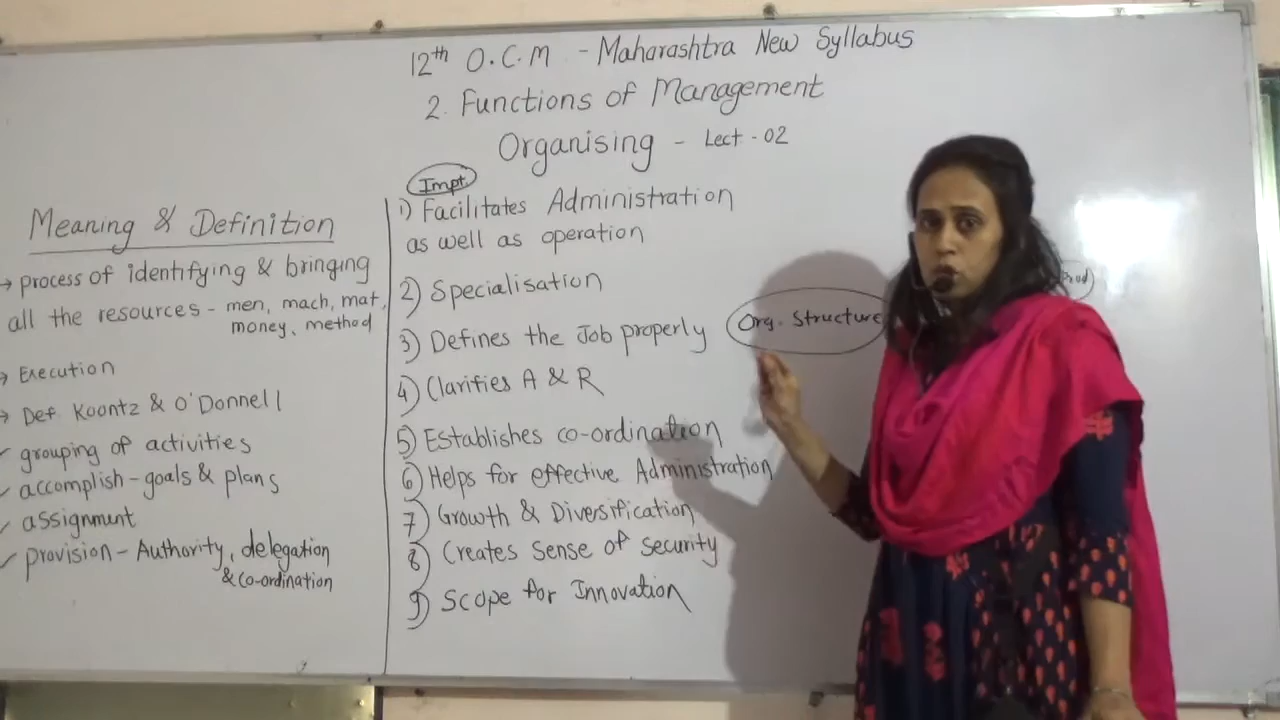 12th O.C.M - Maharashtra New Syllabus
2. Functions of Management
Organising - Lect - 02
Meaning & Definition
→ process of identifying & bringing
all the resources - men, mach, mat,
money, method
→ Execution
→ Def Koontz & O'Donnell
✓ grouping of activities
✓ accomplish - goals & plans
✓ assignment
✓ provision - Authority, delegation
& co-ordination
Impt
1) Facilitates Administration
as well as operation
2) Specialisation
3) Defines the Job properly
4) Clarifies A & R
5) Establishes co-ordination
6) Helps for effective Administration
7) Growth & Diversification
8) Creates sense of security
9) Scope for Innovation
Org. Structure